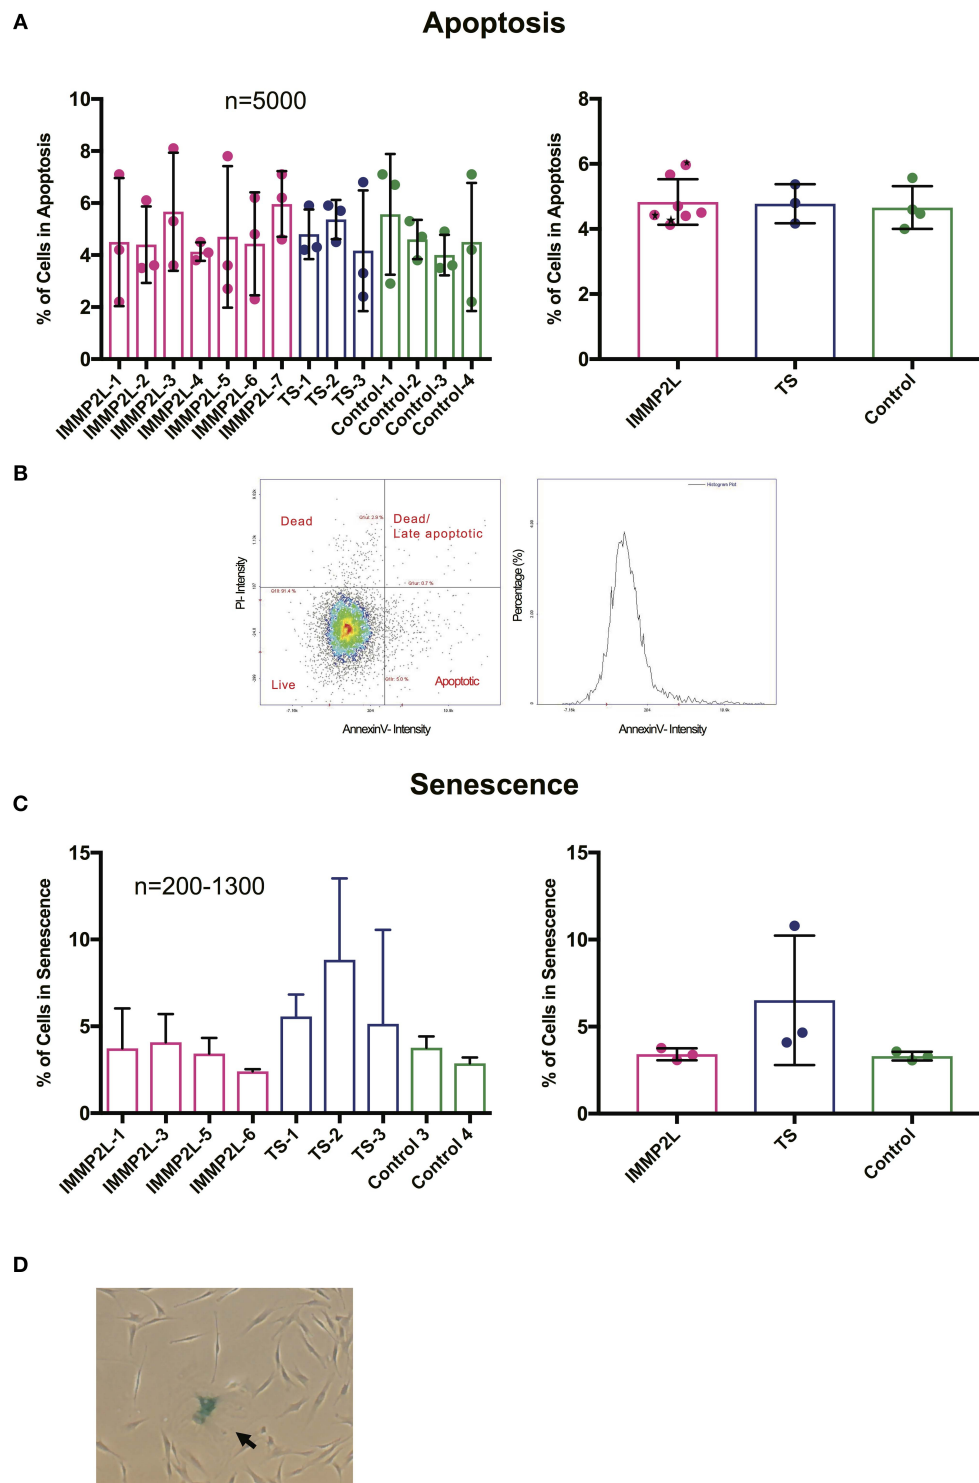 A
Apoptosis
n=5000
% of Cells in Apoptosis
10
8
6
4
2
0
IMMP2L-1
IMMP2L-2
IMMP2L-3
IMMP2L-4
IMMP2L-5
IMMP2L-6
IMMP2L-7
TS-1
TS-2
TS-3
Control-1
Control-2
Control-3
Control-4
% of Cells in Apoptosis
8
6
4
2
0
IMMP2L
TS
Control
B
Dead
Dead/
Late apoptotic
Live
Apoptotic
PI- Intensity
AnnexinV- Intensity
Histogram Plot
Percentage (%)
AnnexinV- Intensity
Senescence
C
n=200-1300
% of Cells in Senescence
15
10
5
0
IMMP2L-1
IMMP2L-3
IMMP2L-5
IMMP2L-6
TS-1
TS-2
TS-3
Control 3
Control 4
% of Cells in Senescence
15
10
5
0
IMMP2L
TS
Control
D